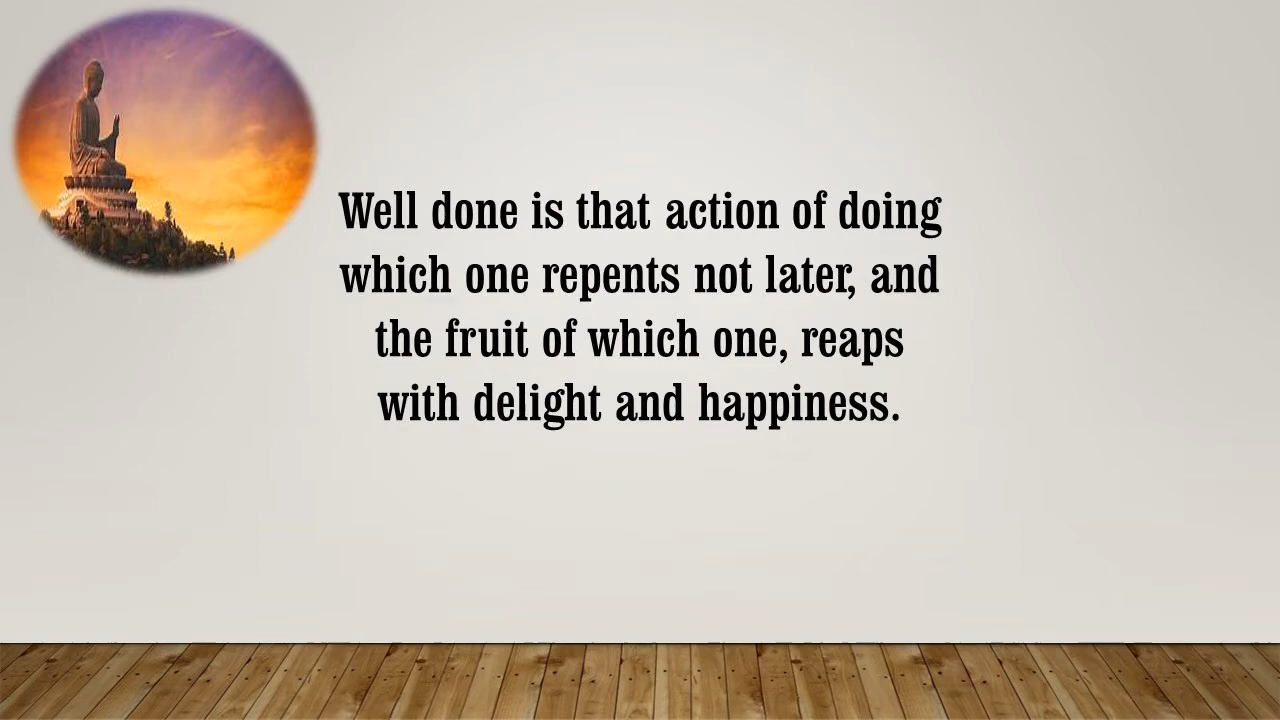 Well done is that action of doing
which one repents not later, and
the fruit of which one, reaps
with delight and happiness.